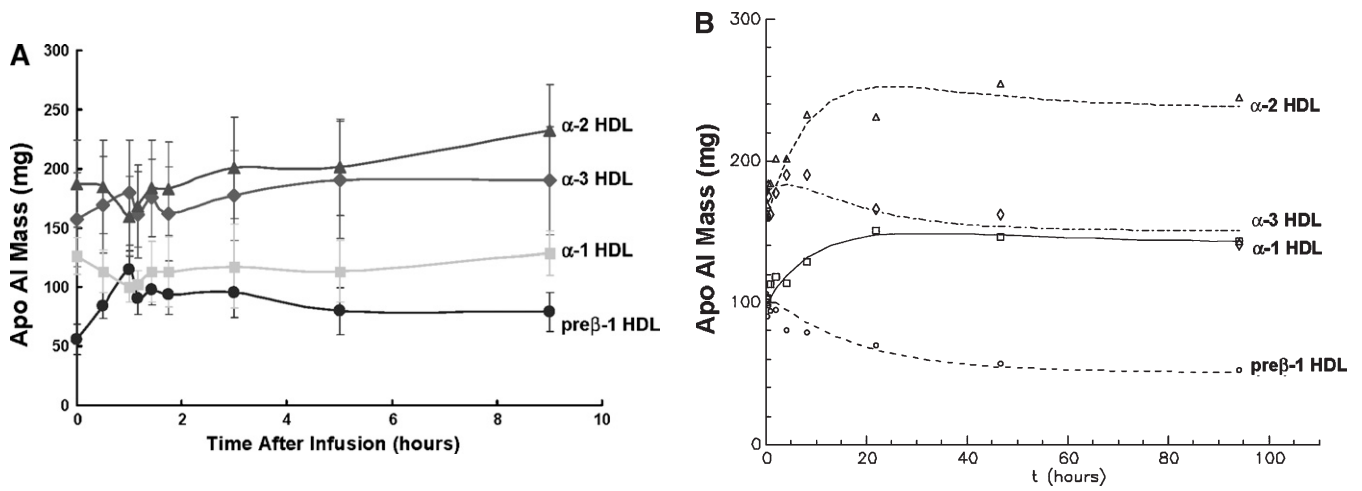 A
300
250
200
150
100
50
0
Apo AI Mass (mg)
α-2 HDL
α-3 HDL
α-1 HDL
preβ-1 HDL
0 2 4 6 8 10
Time After Infusion (hours)
B
300
200
100
0
Apo AI Mass (mg)
α-2 HDL
α-3 HDL
α-1 HDL
preβ-1 HDL
0 20 40 60 80 100
t (hours)